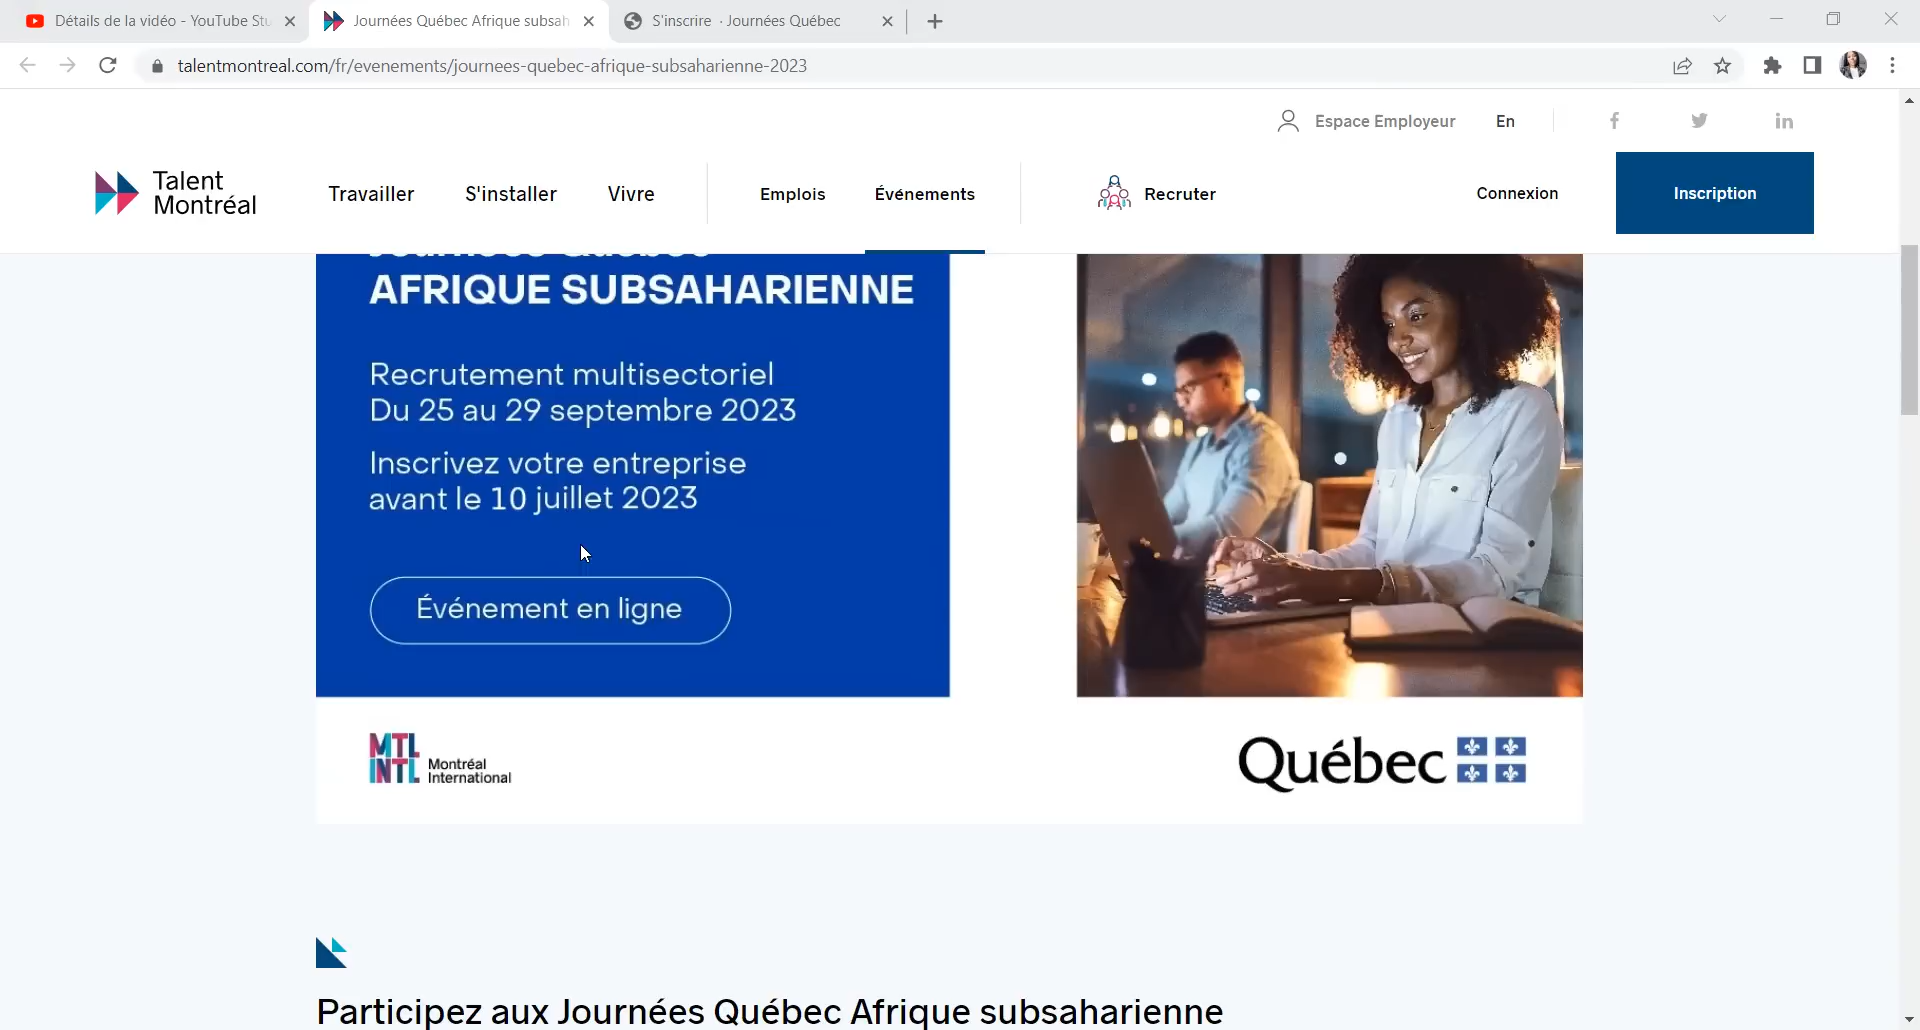 Détails de la vidéo - YouTube Stu
Journées Québec Afrique subsah
S'inscrire · Journées Québec
talentmontreal.com/fr/evenements/journees-quebec-afrique-subsaharienne-2023
Espace Employeur
En
Talent
Montréal
Travailler
S'installer
Vivre
Emplois
Événements
Recruter
Connexion
Inscription
Journées Québec
AFRIQUE SUBSAHARIENNE
Recrutement multisectoriel
Du 25 au 29 septembre 2023
Inscrivez votre entreprise
avant le 10 juillet 2023
Événement en ligne
MTL
INTL
Montréal
International
Québec
Participez aux Journées Québec Afrique subsaharienne